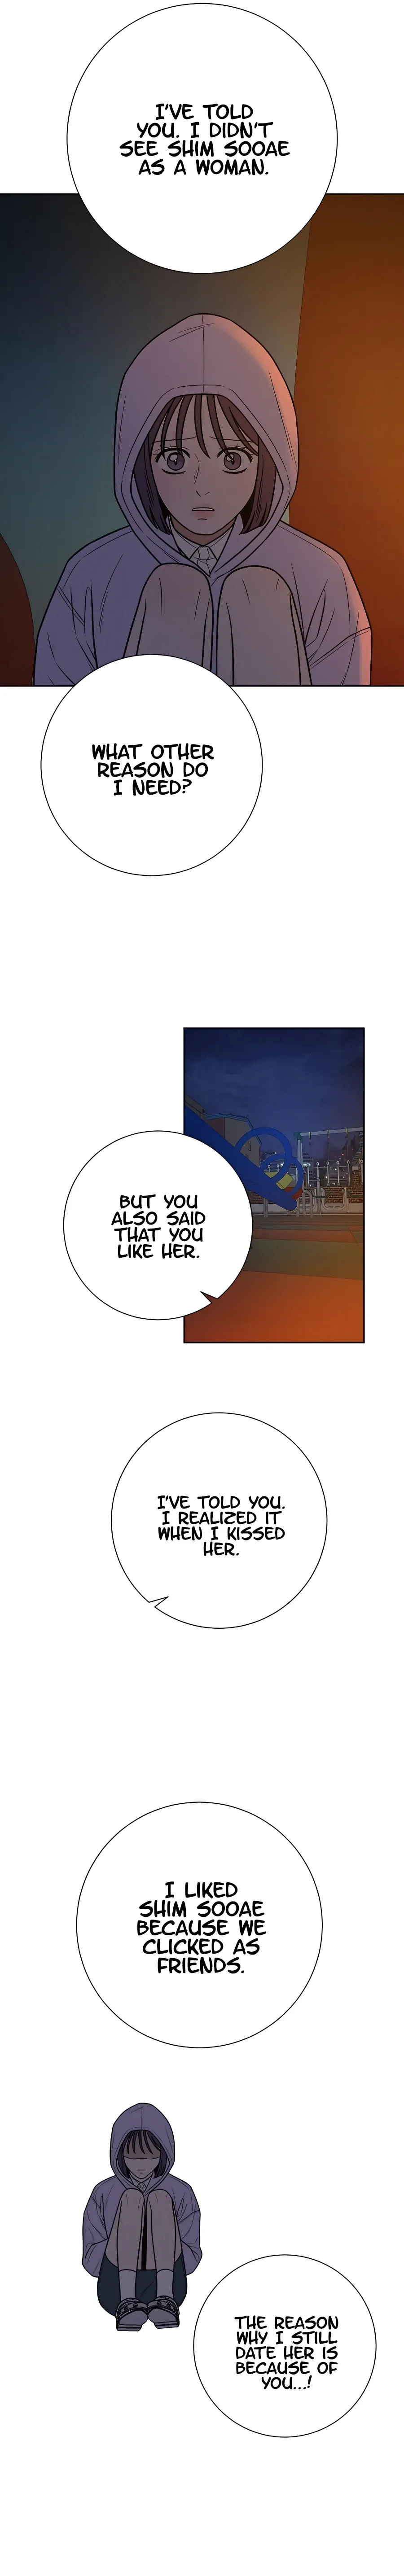 I'VE TOLD
YOU. I DIDN'T
SEE SHIM SOOAE
AS A WOMAN.
WHAT OTHER
REASON DO
I NEED?
BUT YOU
ALSO SAID
THAT YOU
LIKE HER.
I'VE TOLD YOU.
I REALIZED IT
WHEN I KISSED
HER.
I LIKED
SHIM SOOAE
BECAUSE WE
CLICKED AS
FRIENDS.
THE REASON
WHY I STILL
DATE HER IS
BECAUSE OF
YOU...!